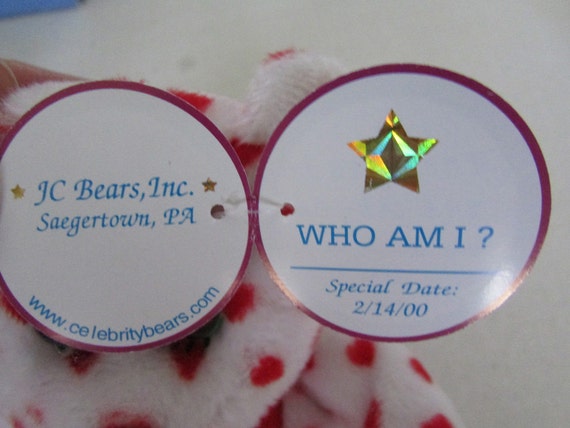 JC Bears, Inc.
Saegertown, PA
www.celebritybears.com
WHO AM I ?
Special Date:
2/14/00